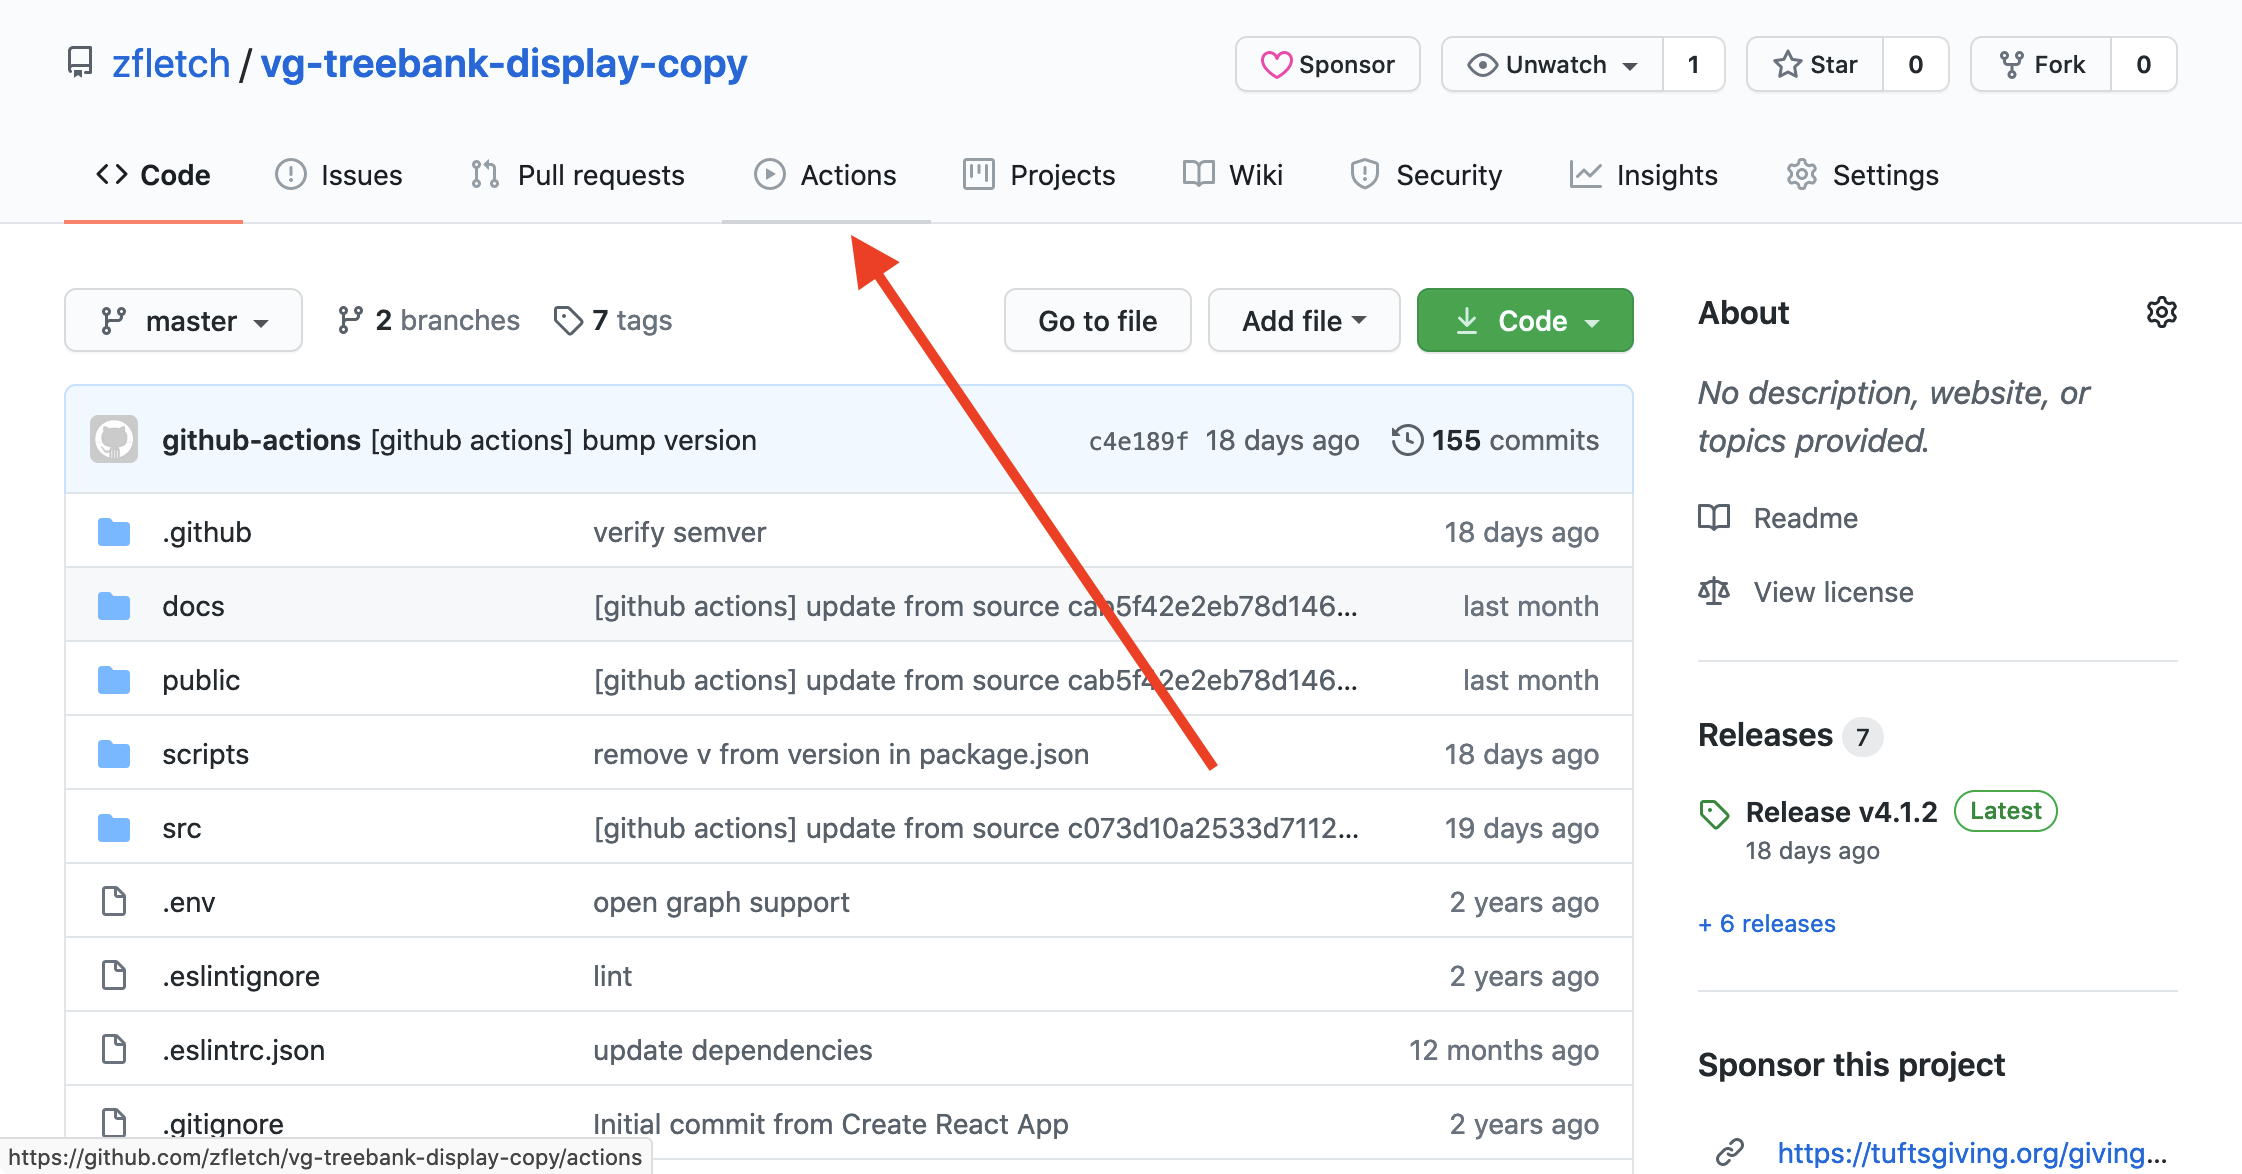 zfletch / vg-treebank-display-copy
Sponsor
Unwatch 1
Star 0
Fork 0
Code Issues Pull requests Actions Projects Wiki Security Insights Settings
master 2 branches 7 tags
Go to file Add file Code
github-actions [github actions] bump version c4e189f 18 days ago 155 commits
.github verify semver 18 days ago
docs [github actions] update from source cab5f42e2eb78d146... last month
public [github actions] update from source cab5f42e2eb78d146... last month
scripts remove v from version in package.json 18 days ago
src [github actions] update from source c073d10a2533d7112... 19 days ago
.env open graph support 2 years ago
.eslintignore lint 2 years ago
.eslintrc.json update dependencies 12 months ago
.gitignore Initial commit from Create React App 2 years ago
https://github.com/zfletch/vg-treebank-display-copy/actions
About
No description, website, or
topics provided.
Readme
View license
Releases 7
Release v4.1.2 Latest
18 days ago
+ 6 releases
Sponsor this project
https://tuftsgiving.org/giving...